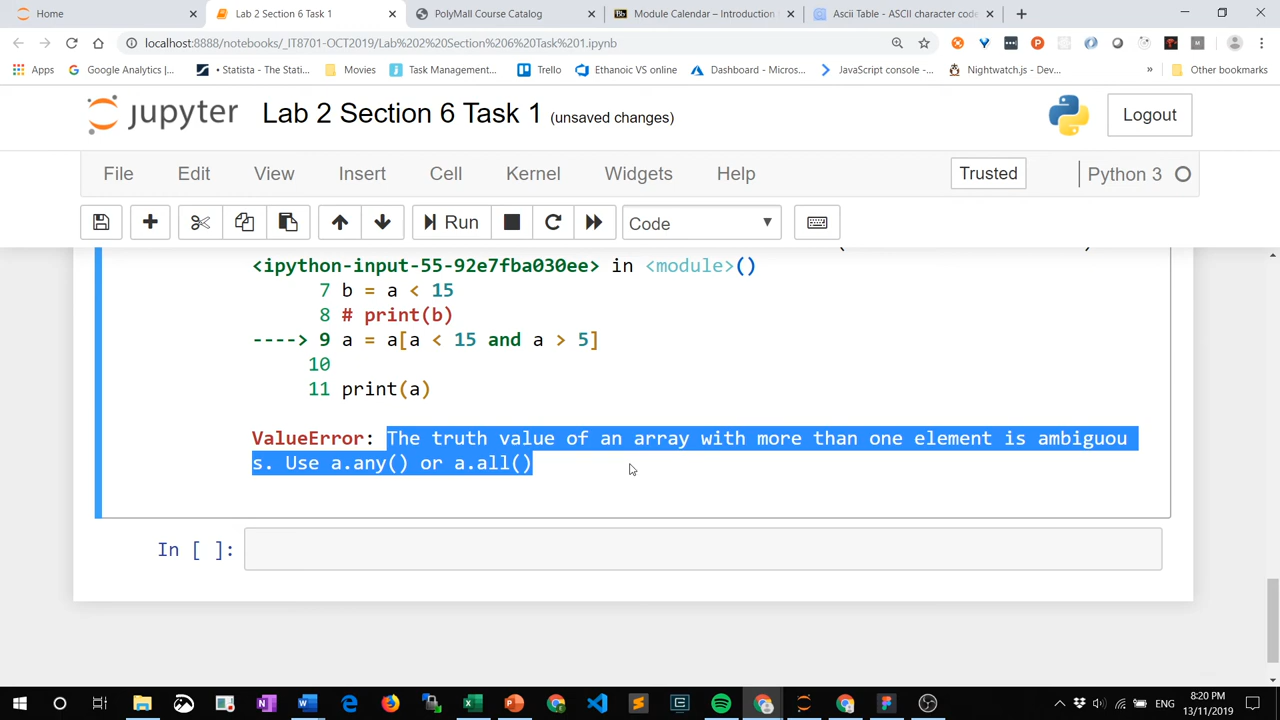 Home
Lab 2 Section 6 Task 1
PolyMall Course Catalog
Module Calendar – Introduction
Ascii Table - ASCII character code
localhost:8888/notebooks/_IT8701-OCT2019/Lab%202%20Section%206%20Task%201.ipynb
Apps
Google Analytics |...
• Statista - The Stati...
Movies
Task Management...
Trello
Ethanoic VS online
Dashboard - Micros...
JavaScript console -...
Nightwatch.js - Dev...
»
Other bookmarks
jupyter Lab 2 Section 6 Task 1 (unsaved changes)
Logout
File Edit View Insert Cell Kernel Widgets Help
Trusted
Python 3
Run
Code
<ipython-input-55-92e7fba030ee> in <module>()
7 b = a < 15
8 # print(b)
----> 9 a = a[a < 15 and a > 5]
10
11 print(a)
ValueError: The truth value of an array with more than one element is ambiguou
s. Use a.any() or a.all()
In [ ]:
ENG
8:20 PM
13/11/2019